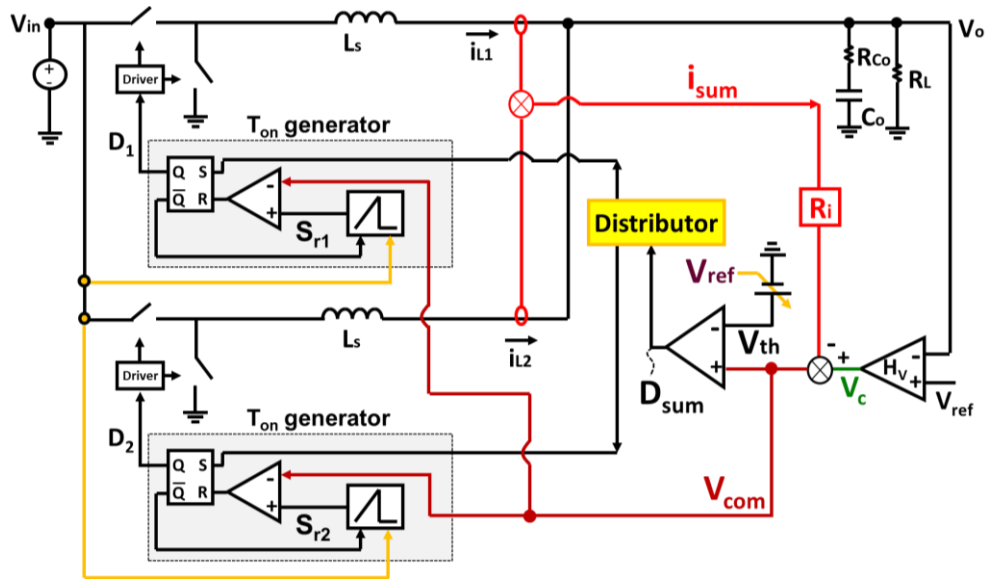 Vin
Ls
iL1
Vo
+
-
Driver
RCo
RL
Co
isum
D1
Ton generator
Q
S
Q
R
-
+
Sr1
Ri
Distributor
Vref
Ls
iL2
-
+
Vth
Dsum
-
+
Vc
Hv
-
+
Vref
Driver
D2
Ton generator
Q
S
Q
R
-
+
Sr2
Vcom